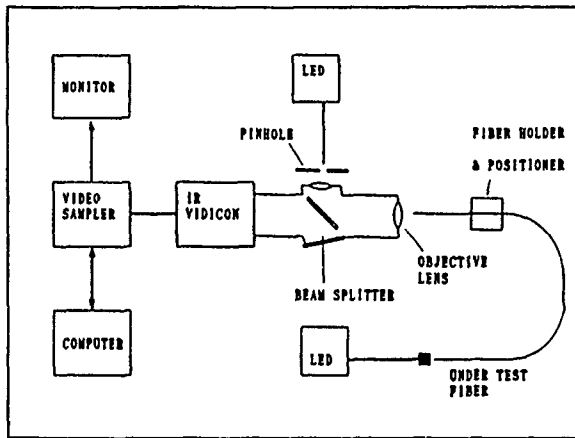 MONITOR
LED
PINHOLE
FIBER HOLDER
& POSITIONER
VIDEO
SAMPLER
IR
VIDICON
OBJECTIVE
LENS
BEAM SPLITTER
COMPUTER
LED
UNDER TEST
FIBER